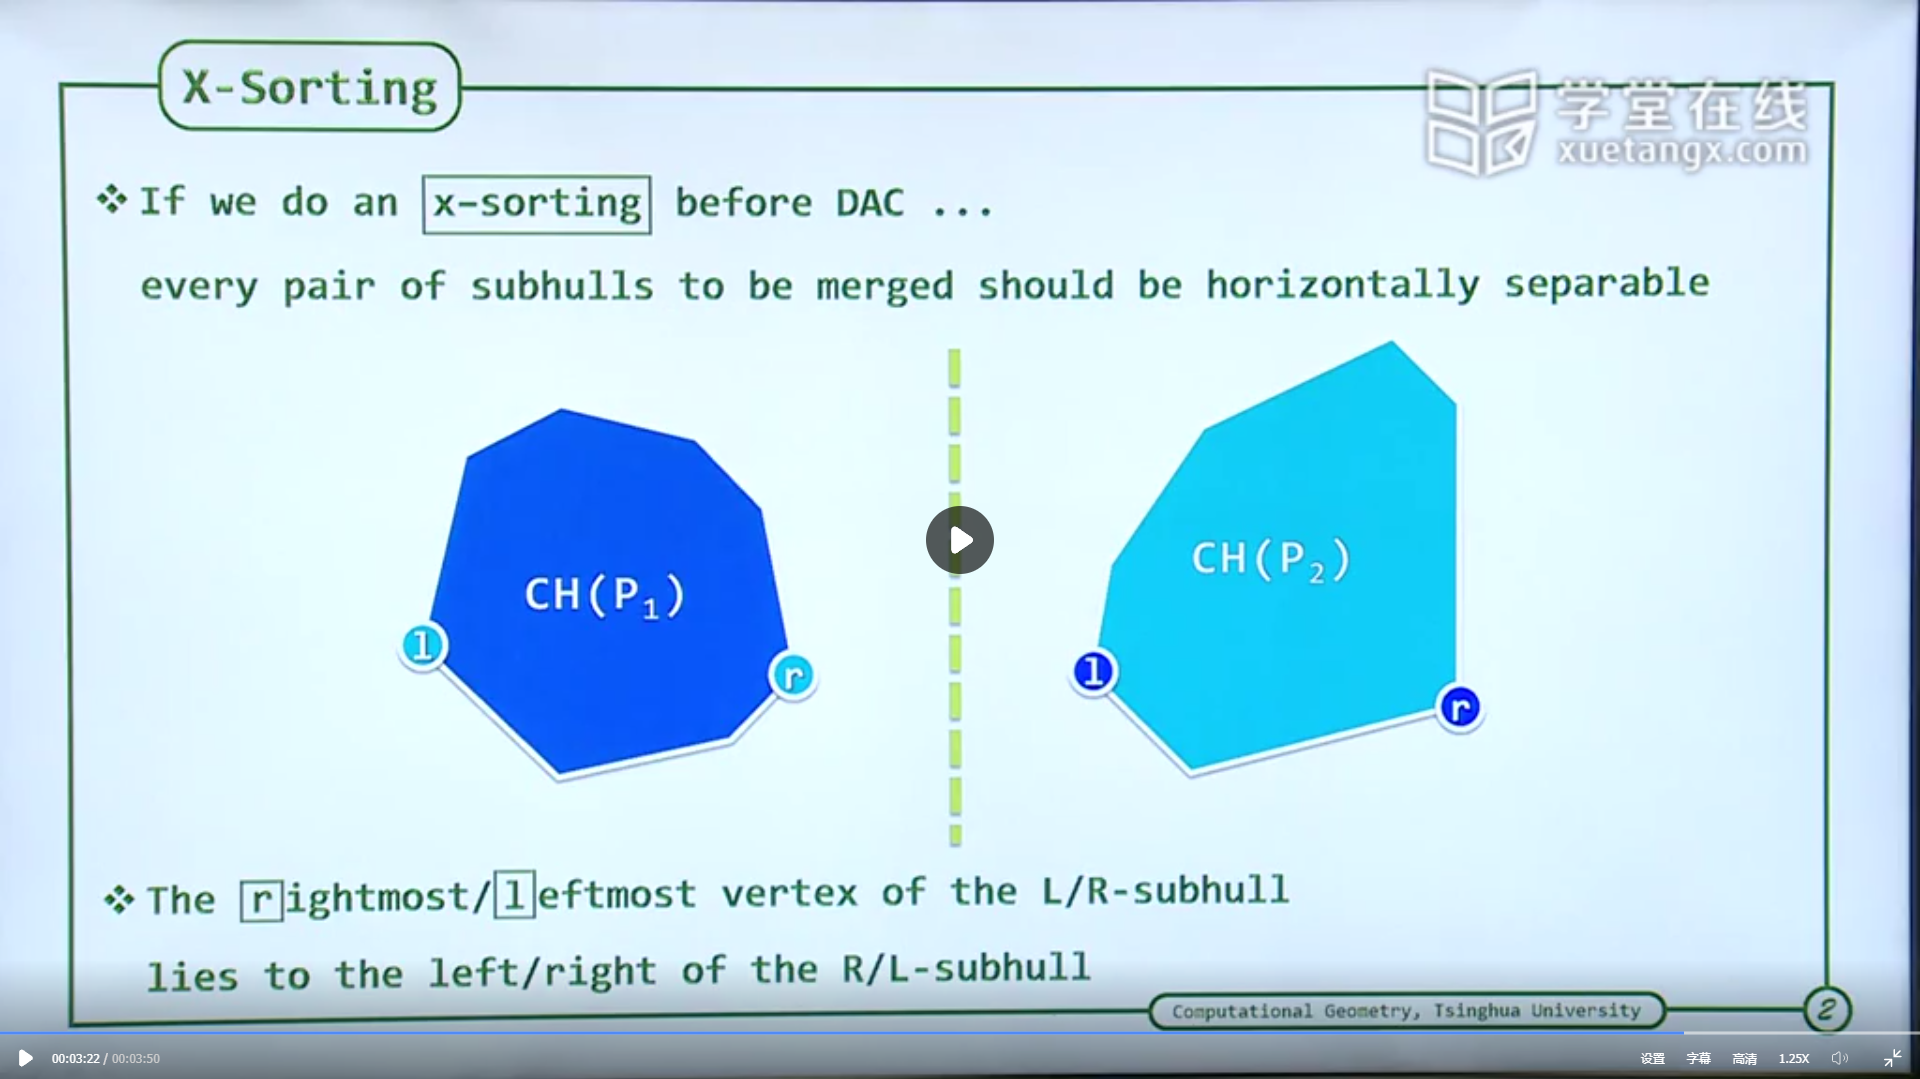 X-Sorting
学堂在线
xuetangx.com
If we do an x-sorting before DAC ...
every pair of subhulls to be merged should be horizontally separable
CH(P₁)
CH(P₂)
l
r
l
r
The rightmost/leftmost vertex of the L/R-subhull
lies to the left/right of the R/L-subhull
Computational Geometry, Tsinghua University
2
00:03:22 / 00:03:50
设置 字幕 高清 1.25X